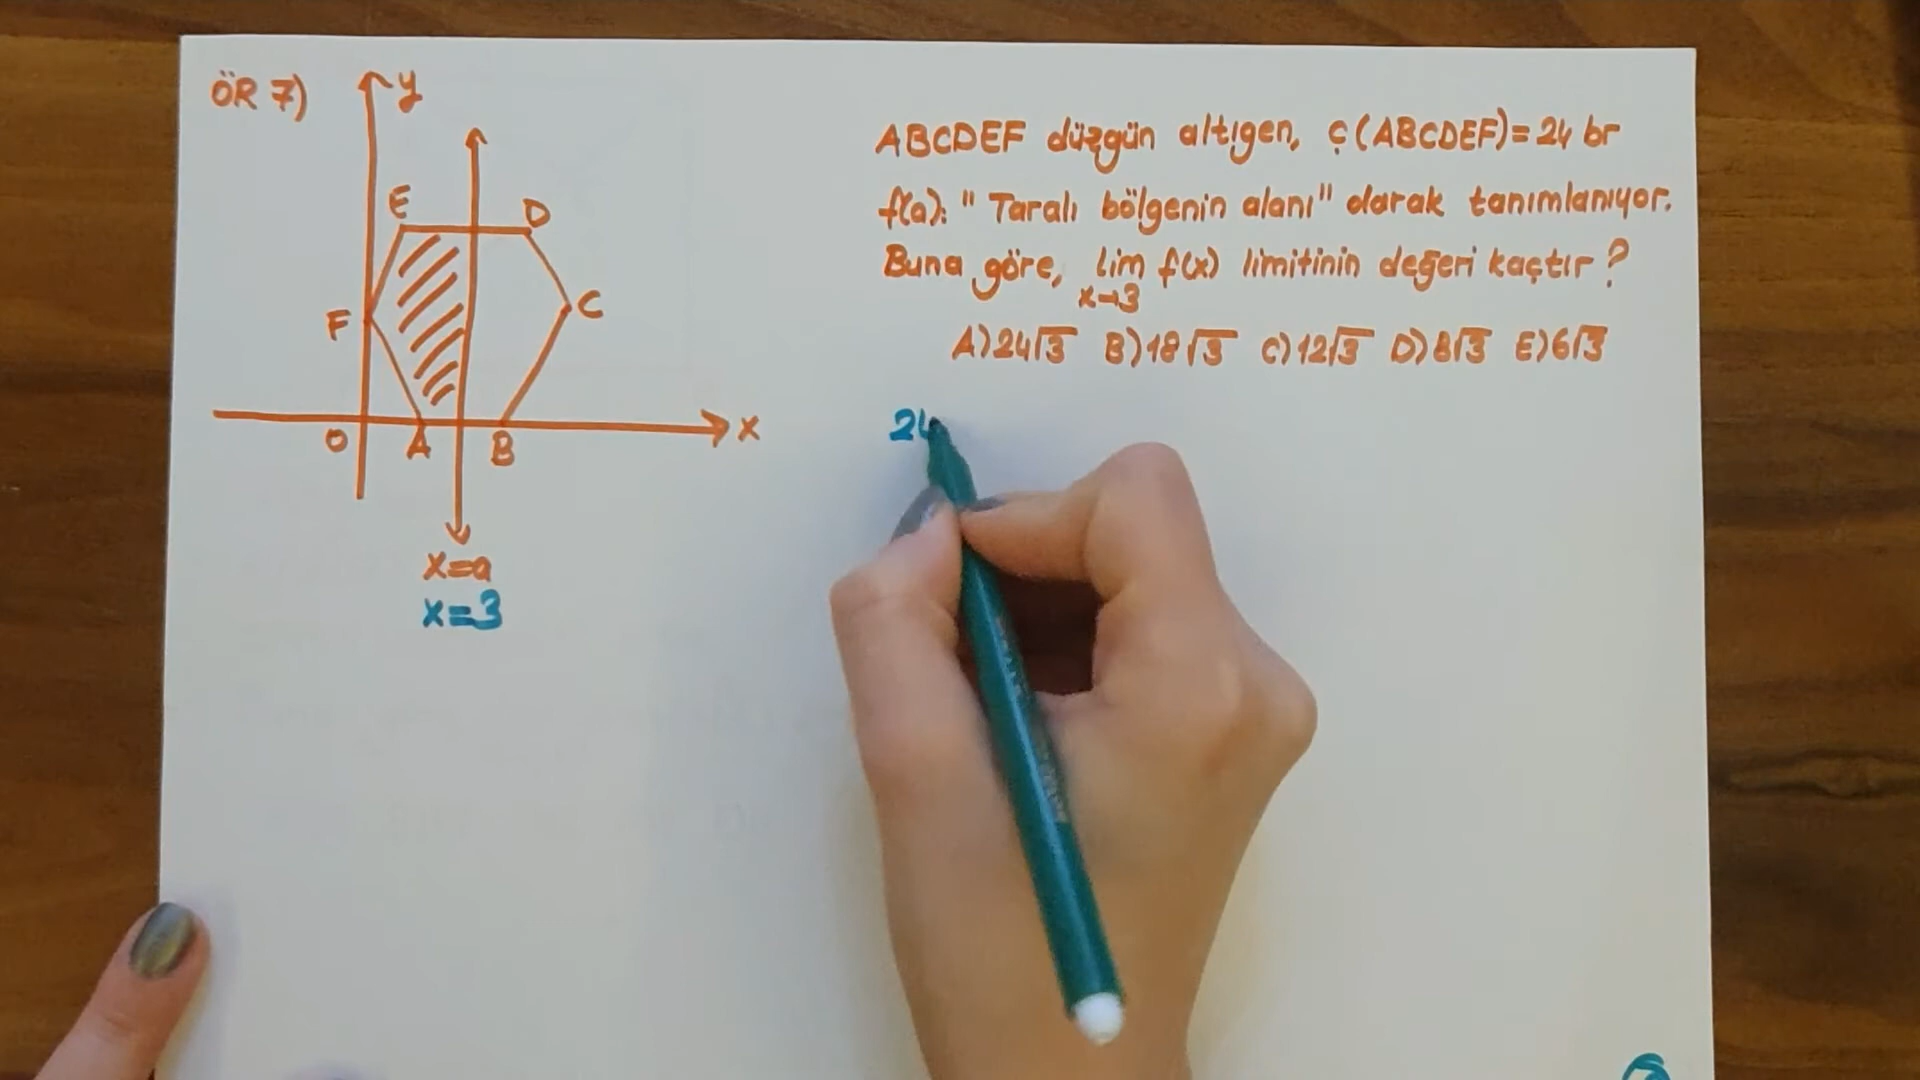 ÖR 7)
y
E
D
F
C
O
A
B
x
x=a
x=3
ABCDEF düzgün altıgen, Ç(ABCDEF)=24 br
f(a): "Taralı bölgenin alanı" olarak tanımlanıyor.
Buna göre, lim f(x) limitinin değeri kaçtır?
x→3
A)24√3 B)18√3 C)12√3 D)8√3 E)6√3
24